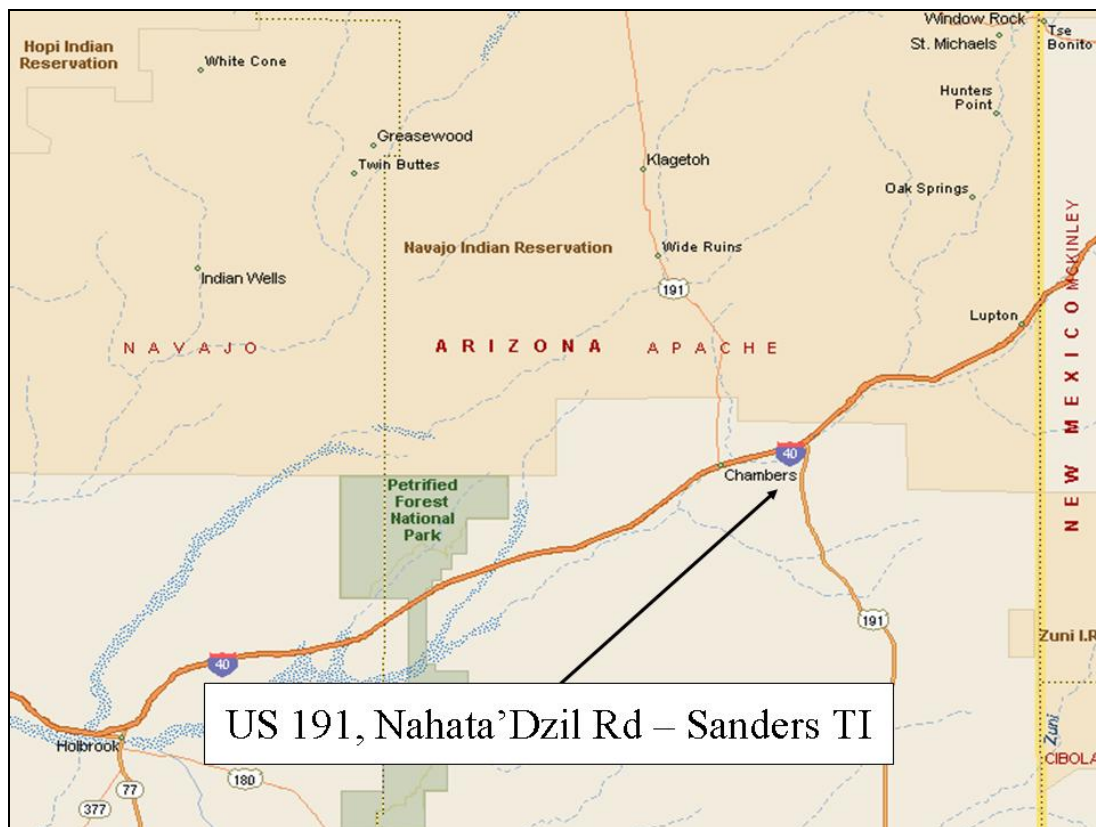 Window Rock
Tse
Bonito
St. Michaels
Hopi Indian
Reservation
White Cone
Hunters
Point
Greasewood
Twin Buttes
Klagetoh
Oak Springs
Navajo Indian Reservation
Wide Ruins
Indian Wells
191
MCKINLEY
Lupton
NAVAJO
ARIZONA
APACHE
NEW MEXICO
40
Chambers
Petrified
Forest
National
Park
191
Zuni I.R
40
US 191, Nahata’Dzil Rd – Sanders TI
Zuni
Holbrook
CIBOLA
180
77
377